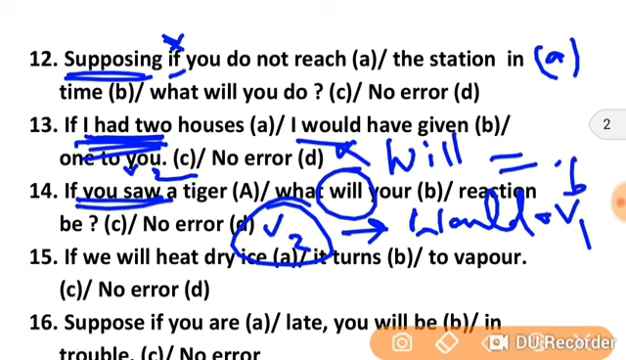 12. Supposing if you do not reach (a)/ the station in (a)
time (b)/ what will you do ? (c)/ No error (d)
13. If I had two houses (a)/ I would have given (b)/
one to you. (c)/ No error (d) will = b
14. If you saw a tiger (A)/ what will your (b)/ reaction
be ? (c)/ No error (d) V2 → Would+V1
15. If we will heat dry ice (a)/ it turns (b)/ to vapour.
(c)/ No error (d)
16. Suppose if you are (a)/ late, you will be (b)/ in
trouble. (c)/ No error
2
DU Recorder